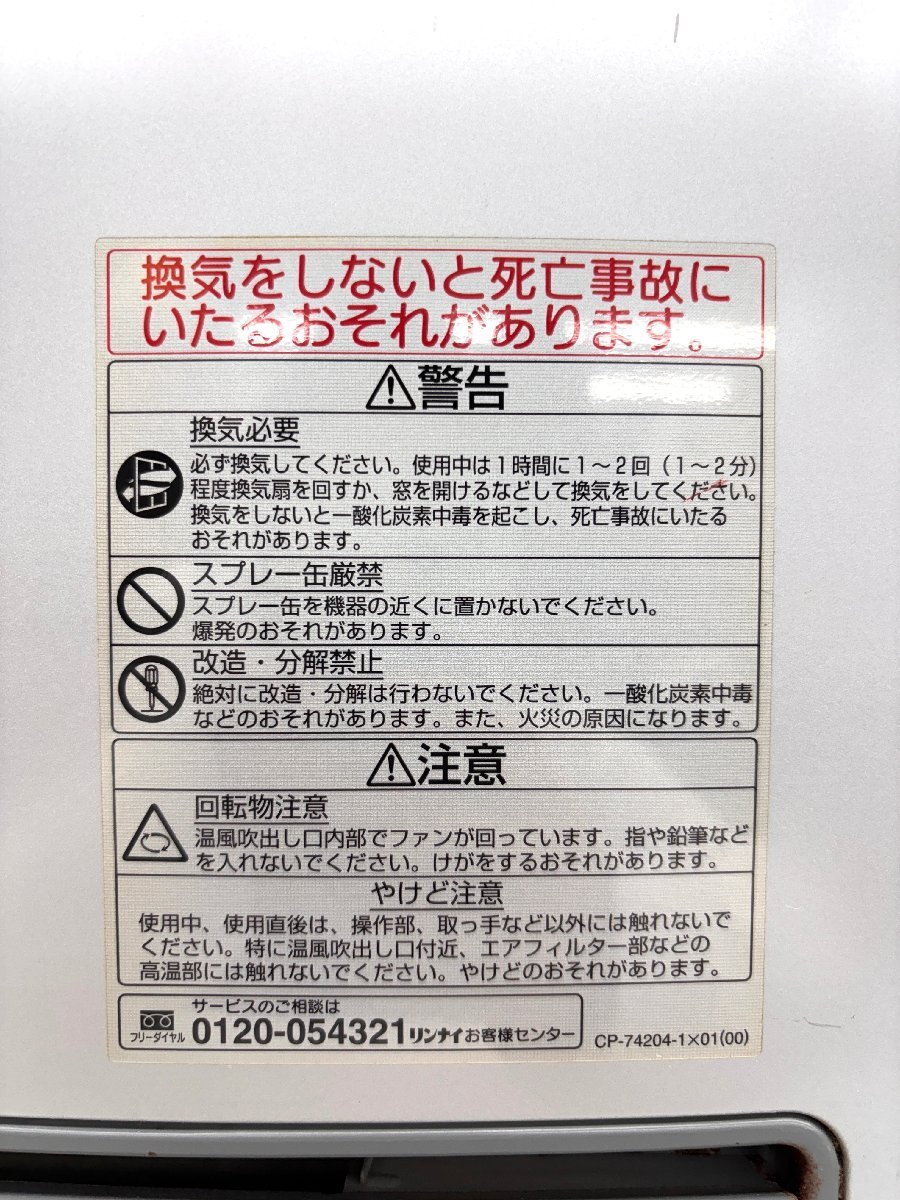 換気をしないと死亡事故に
いたるおそれがあります。
警告
換気必要
必ず換気してください。使用中は1時間に1～2回(1～2分)
程度換気扇を回すか、窓を開けるなどして換気をしてください。
換気をしないと一酸化炭素中毒を起こし、死亡事故にいたる
おそれがあります。
スプレー缶厳禁
スプレー缶を機器の近くに置かないでください。
爆発のおそれがあります。
改造・分解禁止
絶対に改造・分解は行わないでください。一酸化炭素中毒
などのおそれがあります。また、火災の原因になります。
注意
回転物注意
温風吹出し口内部でファンが回っています。指や鉛筆など
を入れないでください。けがをするおそれがあります。
やけど注意
使用中、使用直後は、操作部、取っ手など以外には触れないで
ください。特に温風吹出し口付近、エアフィルター部などの
高温部には触れないでください。やけどのおそれがあります。
サービスのご相談は
フリーダイヤル 0120-054321 リンナイお客様センター
CP-74204-1×01(00)